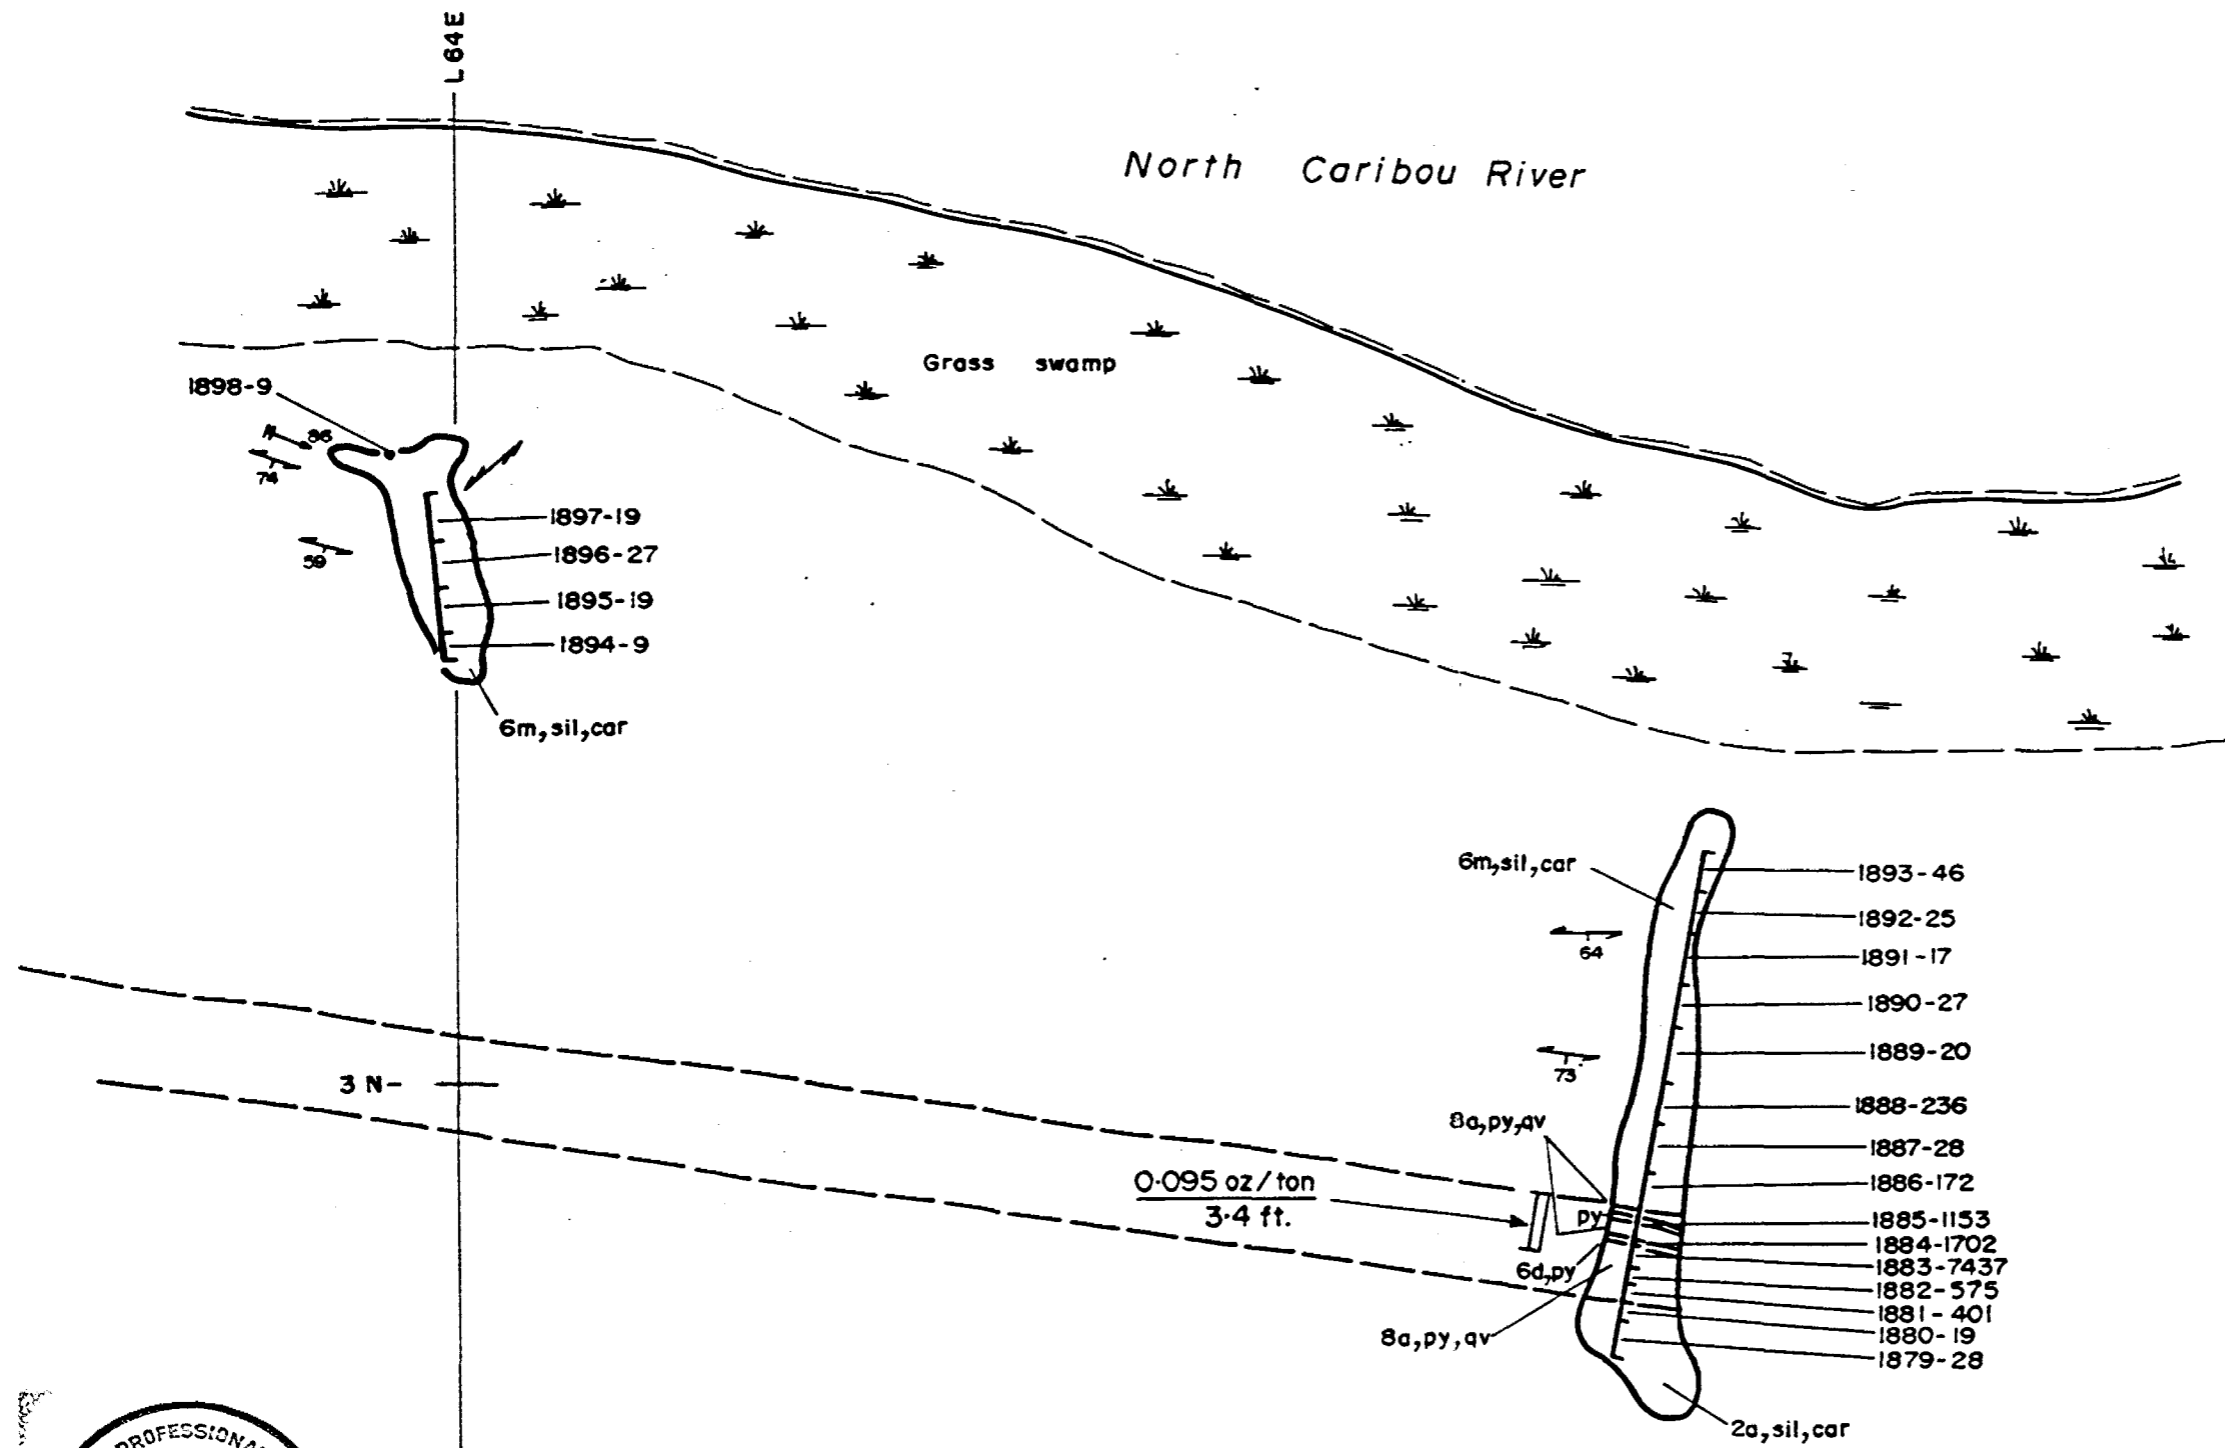 L64E
North Caribou River
Grass swamp
1898-9
86
74
59
1897-19
1896-27
1895-19
1894-9
6m,sil,car
6m,sil,car
64
73
1893-46
1892-25
1891-17
1890-27
1889-20
1888-236
1887-28
1886-172
1885-1153
1884-1702
1883-7437
1882-575
1881-401
1880-19
1879-28
3 N-
8a,py,qv
0.095 oz/ton
3.4 ft.
py
6d,py
8a,py,qv
2a,sil,car
PROFESSIONA